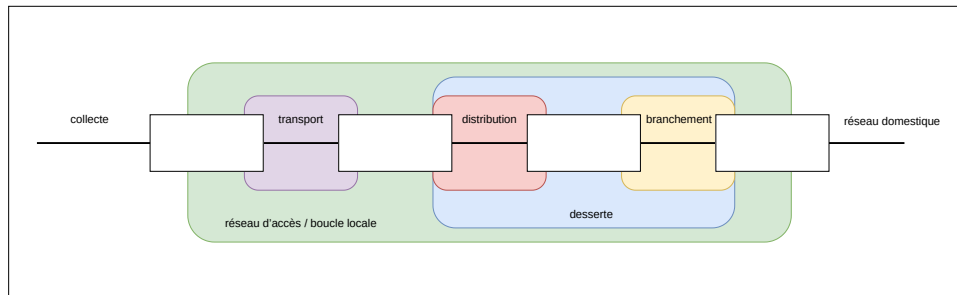 collecte
transport
distribution
branchement
réseau domestique
réseau d'accès / boucle locale
desserte